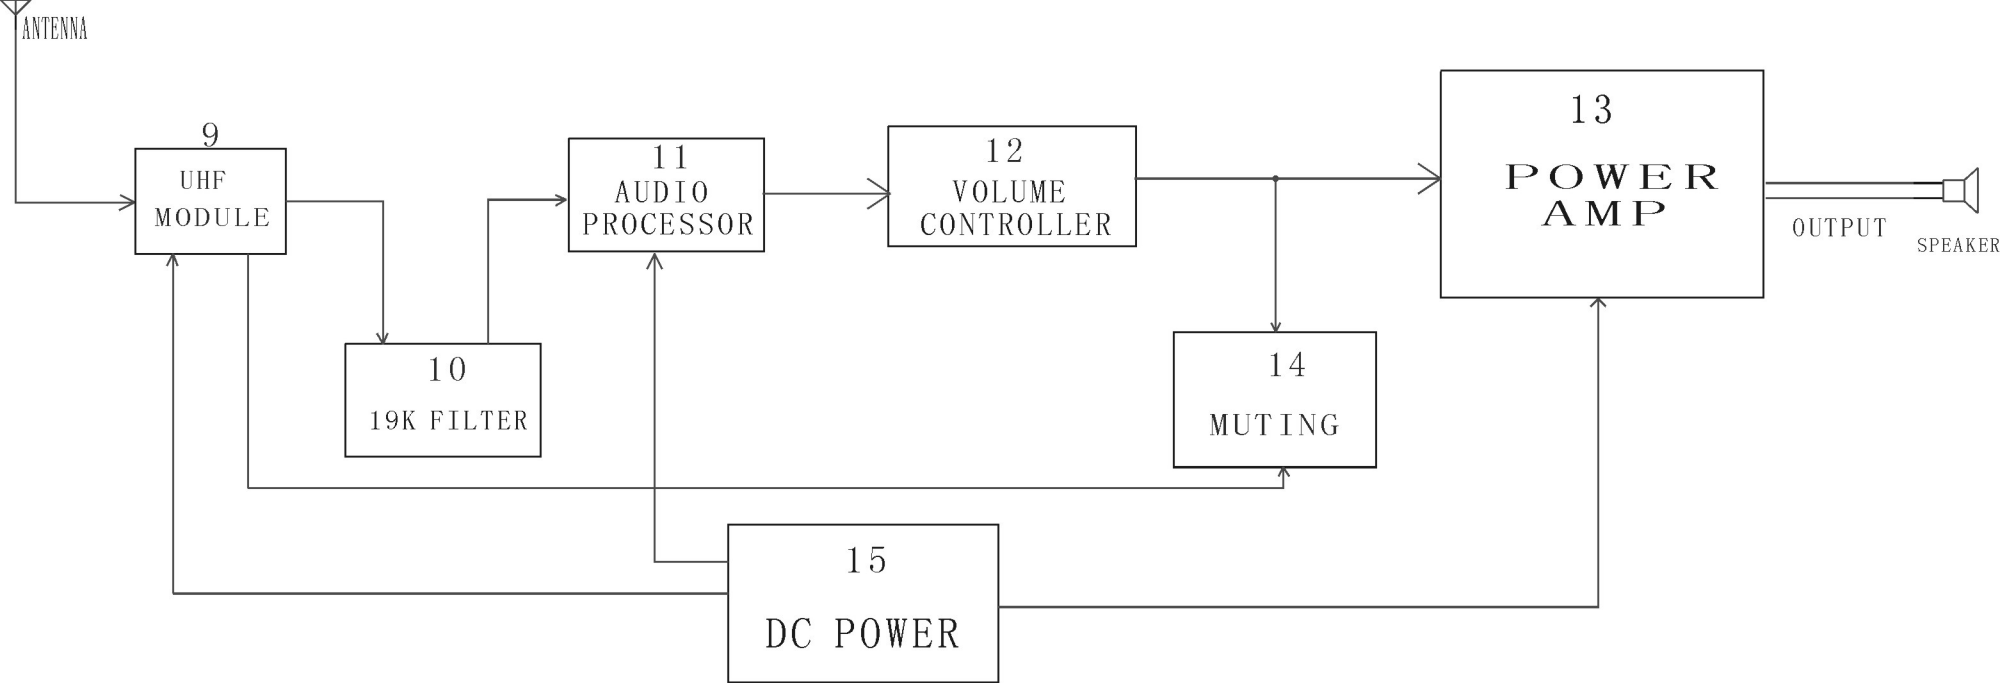 ANTENNA
9
UHF
MODULE
10
19K FILTER
11
AUDIO
PROCESSOR
12
VOLUME
CONTROLLER
13
POWER
AMP
OUTPUT
SPEAKER
14
MUTING
15
DC POWER